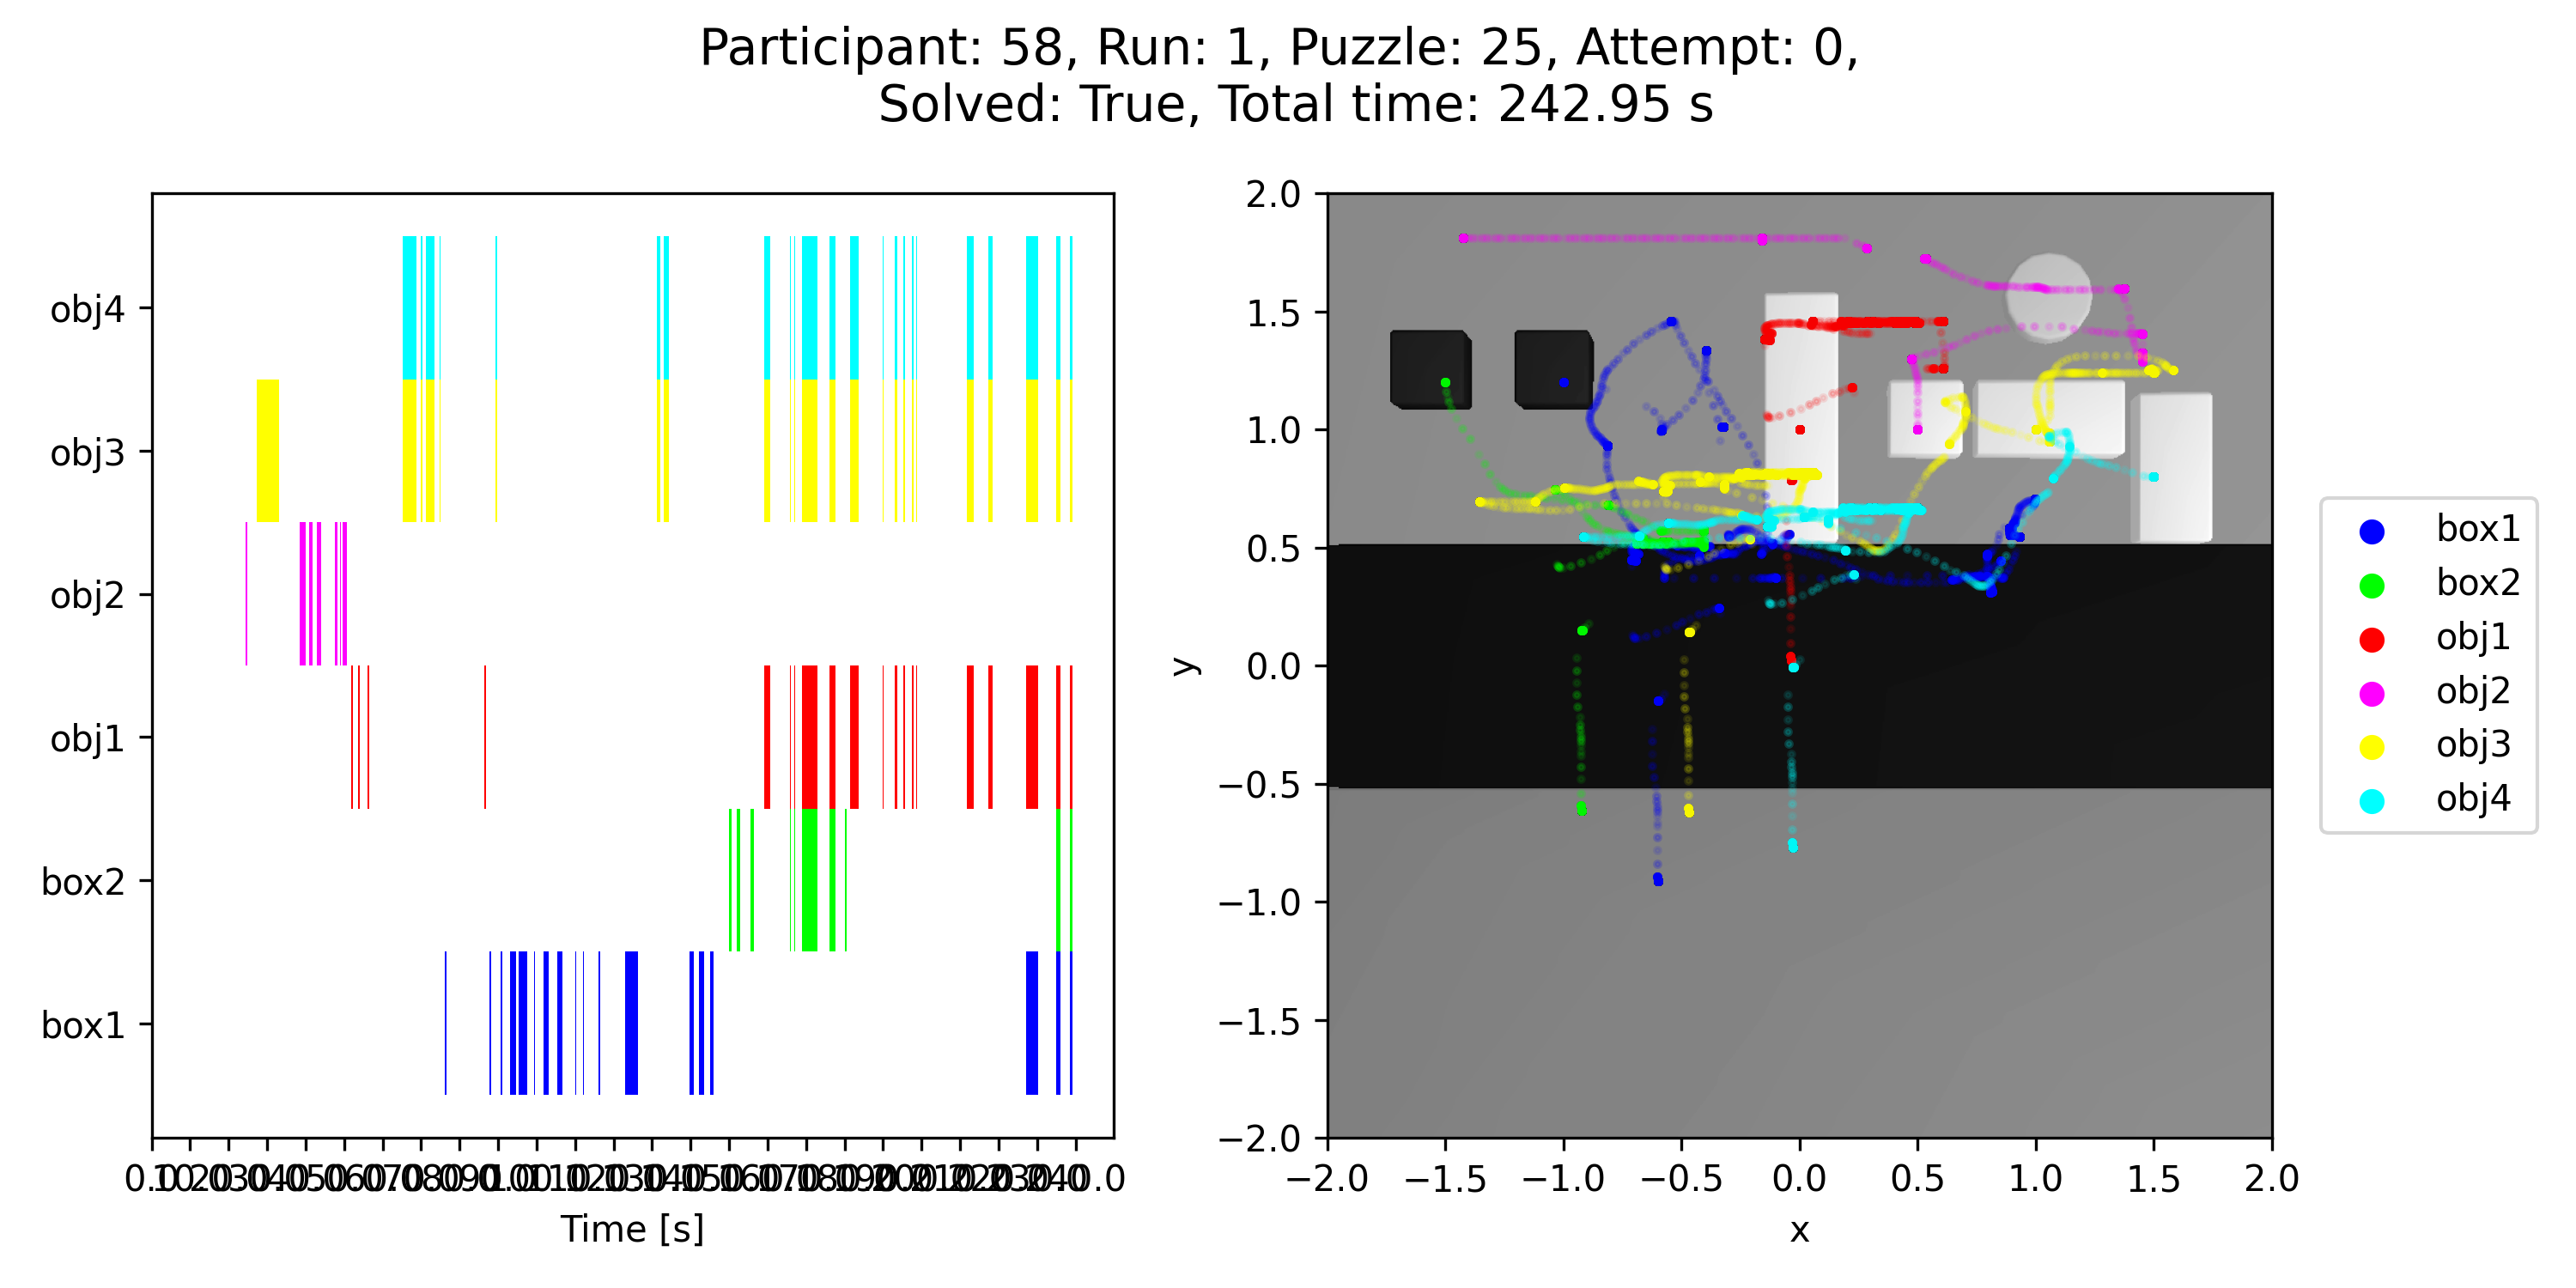 Participant: 58, Run: 1, Puzzle: 25, Attempt: 0,
Solved: True, Total time: 242.95 s
obj4
obj3
obj2
obj1
box2
box1
Time [s]
2.0
1.5
1.0
0.5
0.0
−0.5
−1.0
−1.5
−2.0
y
−2.0 −1.5 −1.0 −0.5 0.0 0.5 1.0 1.5 2.0
x
box1
box2
obj1
obj2
obj3
obj4